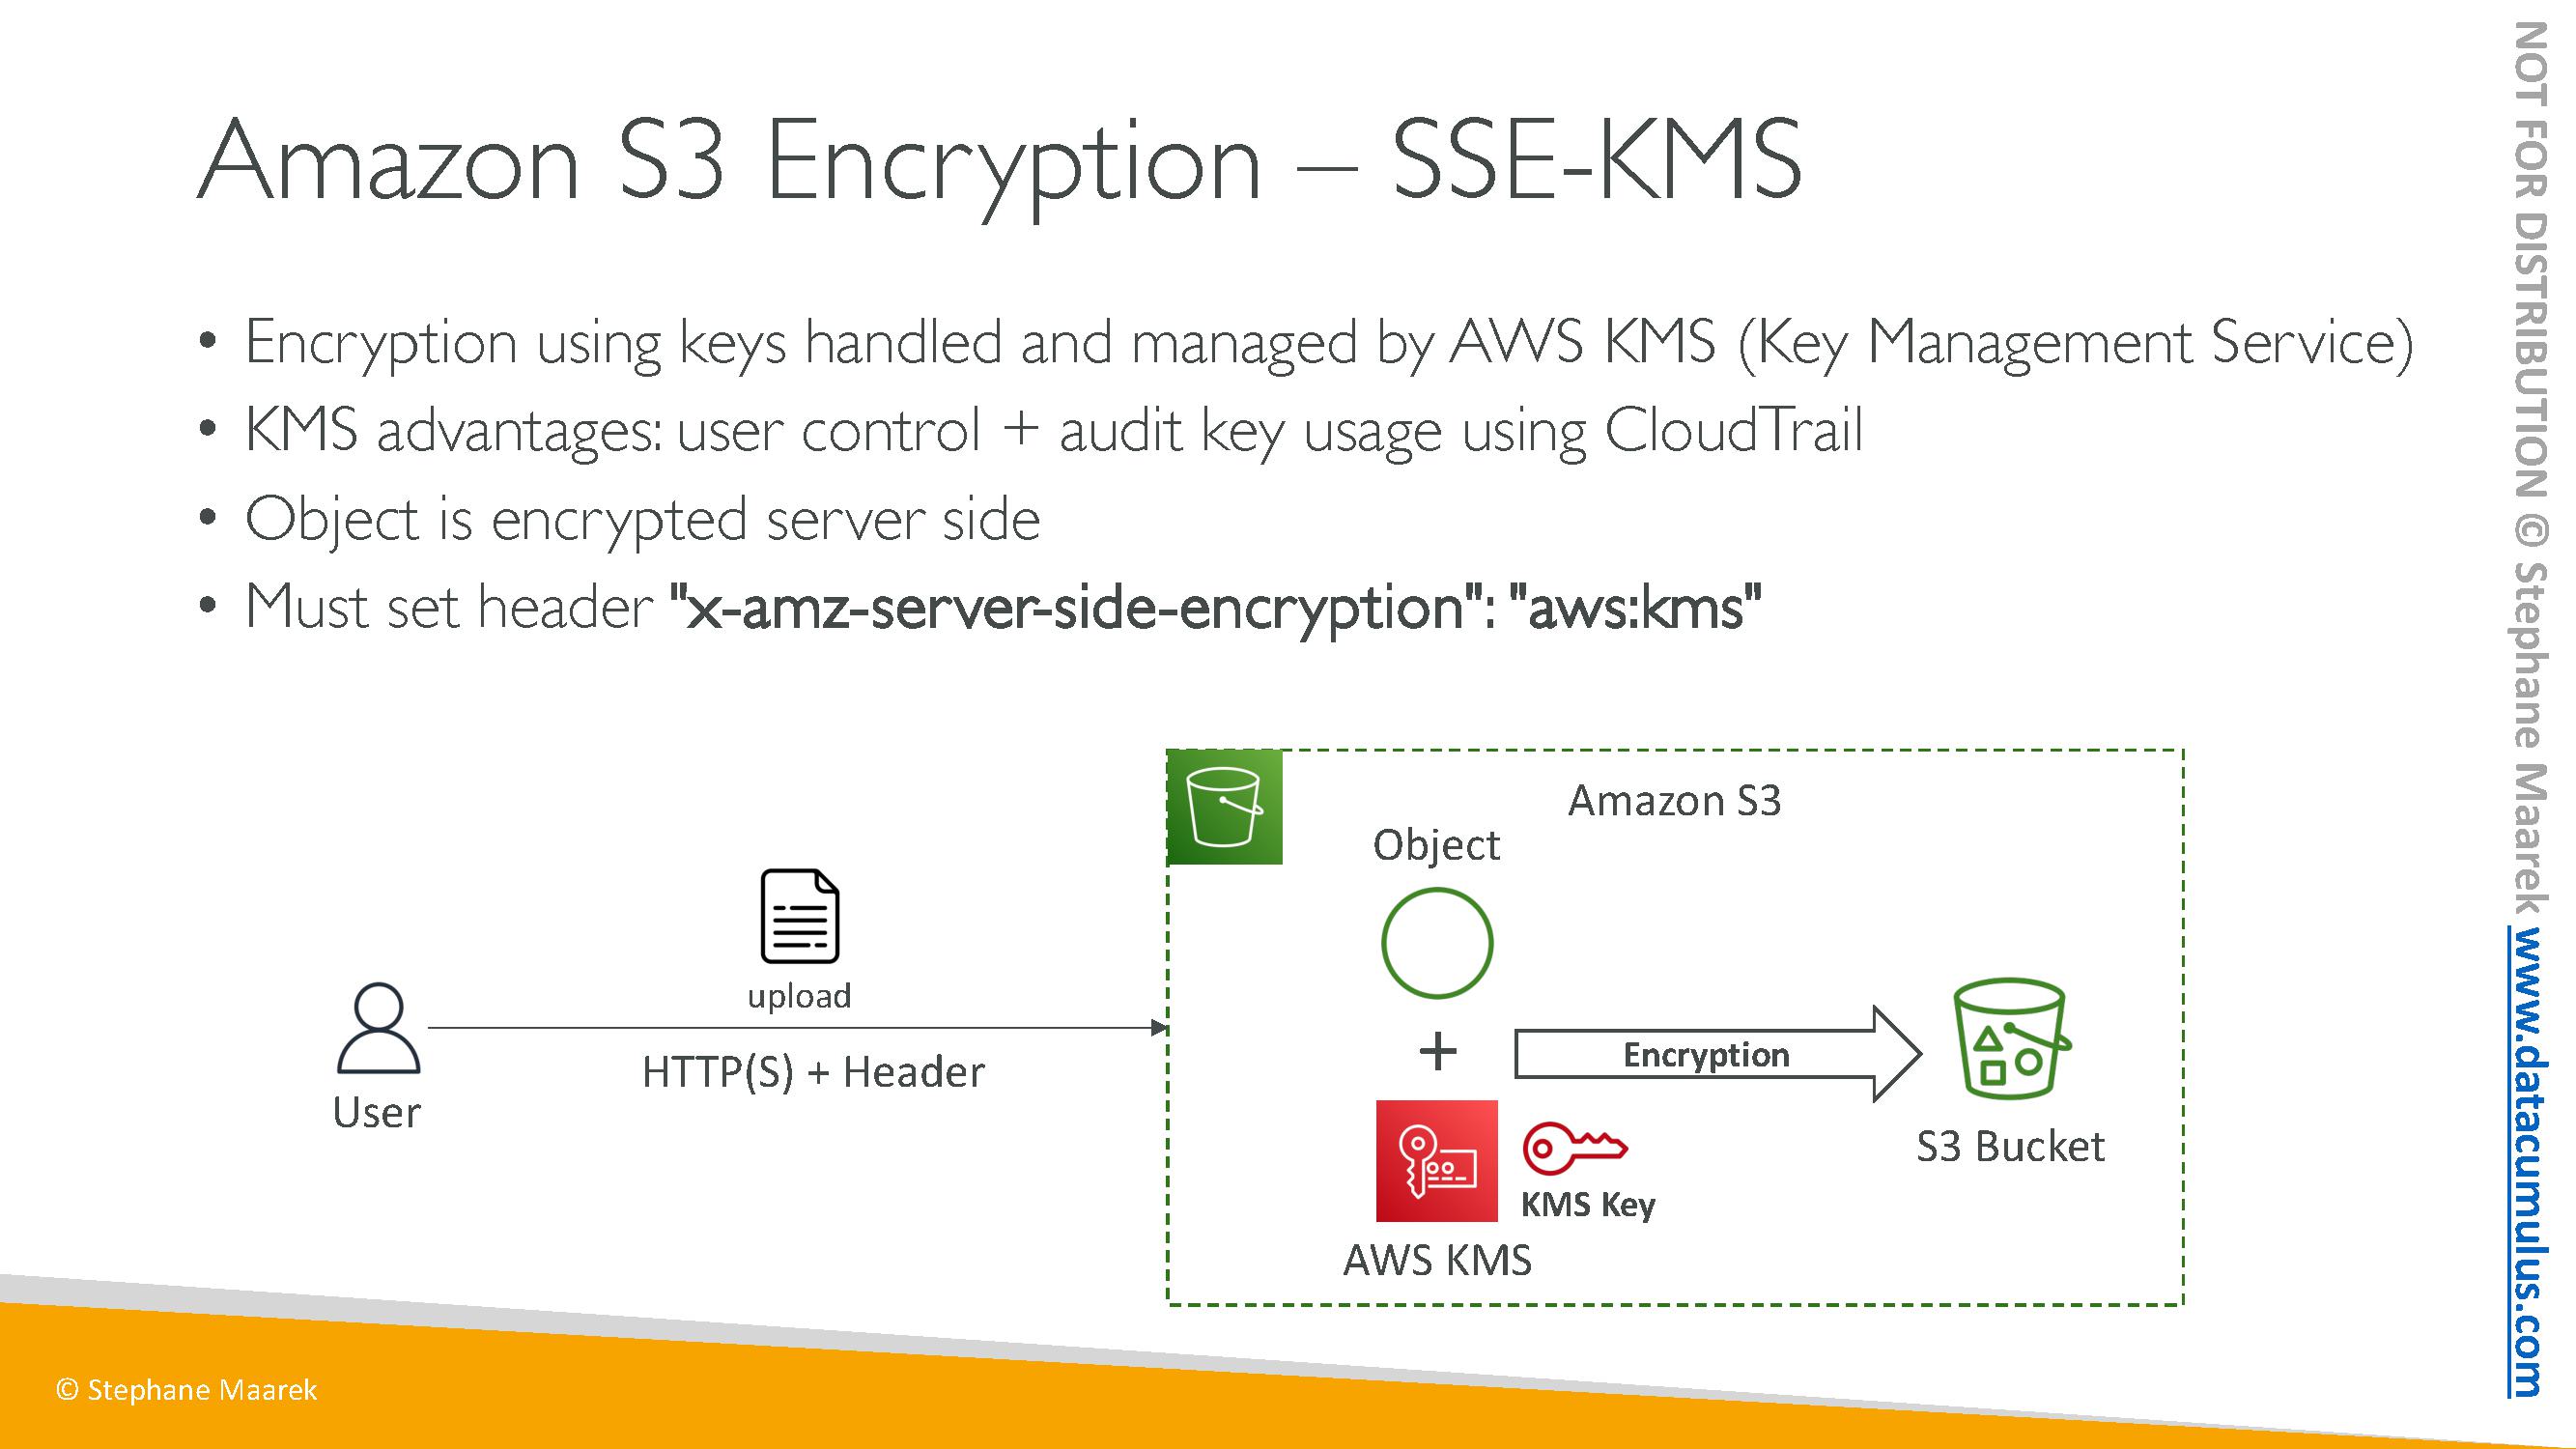 Amazon S3 Encryption – SSE-KMS
• Encryption using keys handled and managed by AWS KMS (Key Management Service)
• KMS advantages: user control + audit key usage using CloudTrail
• Object is encrypted server side
• Must set header "x-amz-server-side-encryption": "aws:kms"
Amazon S3
Object
upload
HTTP(S) + Header
User
+
Encryption
KMS Key
AWS KMS
S3 Bucket
© Stephane Maarek
NOT FOR DISTRIBUTION © Stephane Maarek www.datacumulus.com